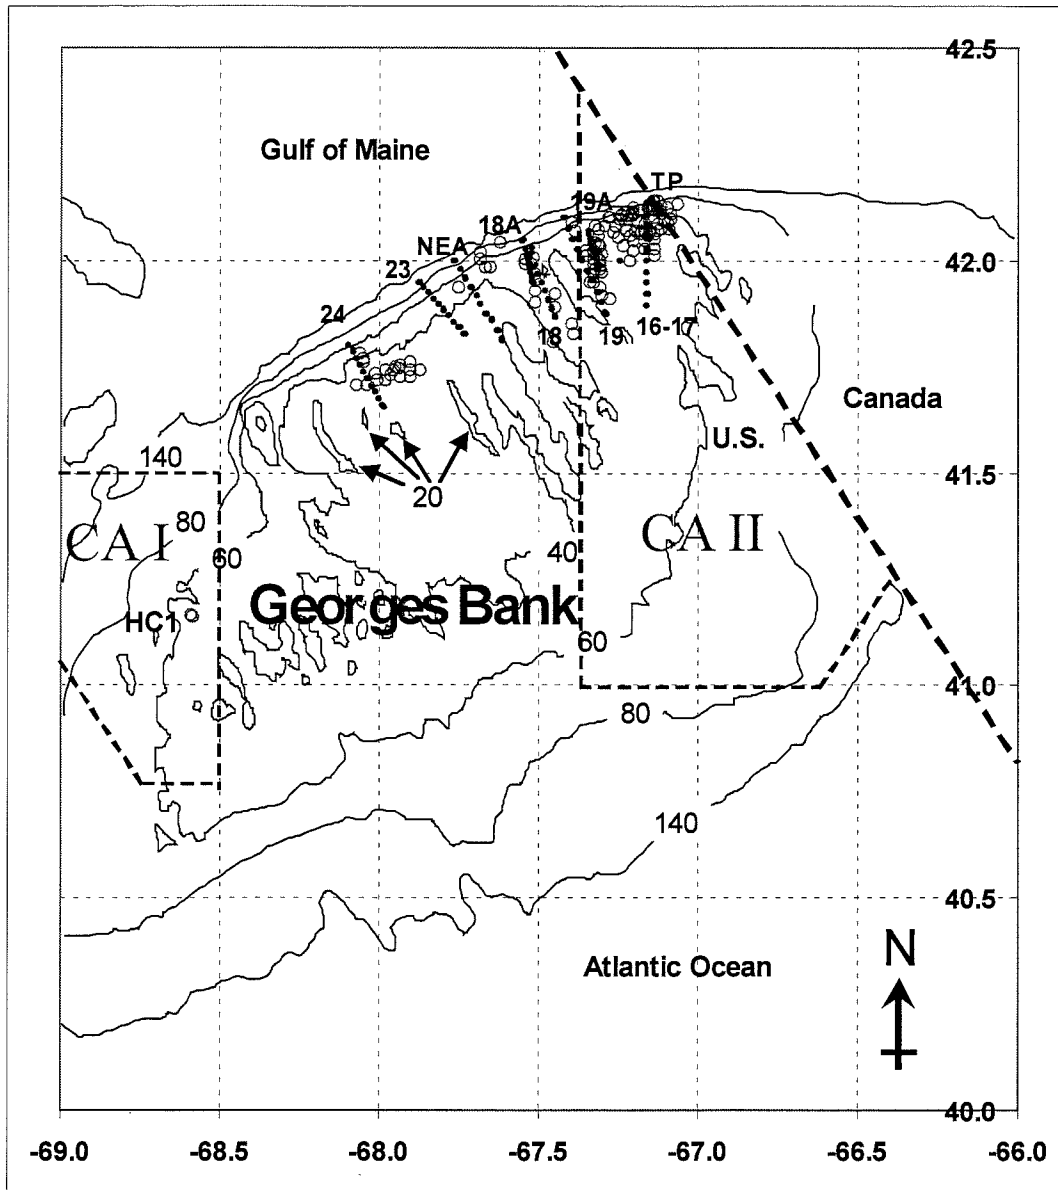 42.5
Gulf of Maine
TP
19A
18A
NEA
42.0
23
24
18
19
16-17
Canada
U.S.
140
41.5
20
80
CA I
CA II
60
40
Georges Bank
HC1
60
41.0
80
140
40.5
N
Atlantic Ocean
40.0
-69.0 -68.5 -68.0 -67.5 -67.0 -66.5 -66.0